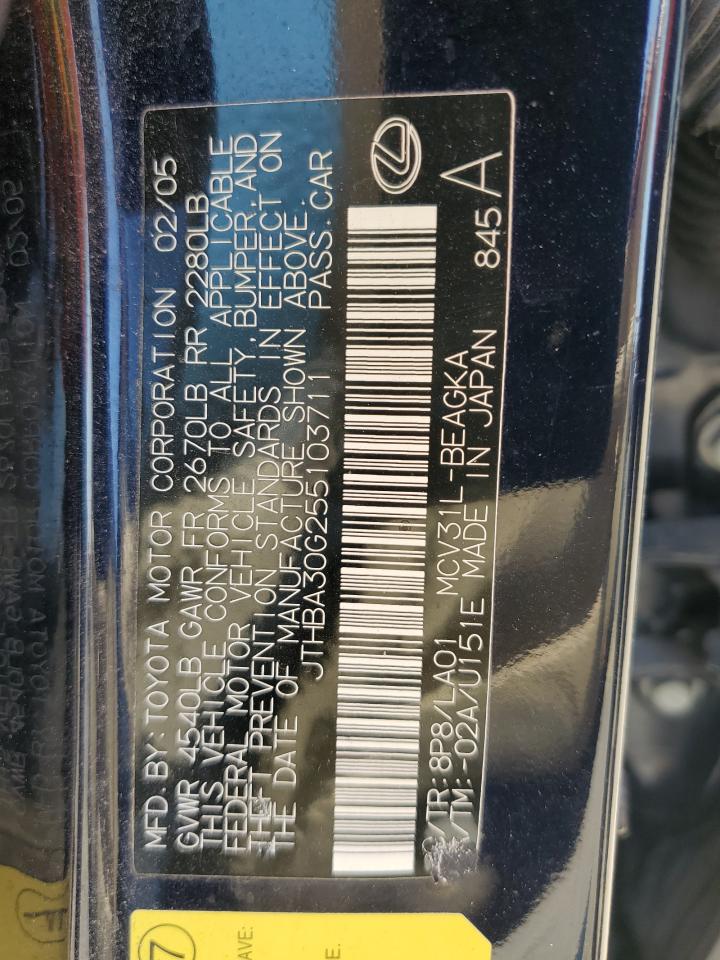 MFD. BY: TOYOTA MOTOR CORPORATION 02/05
GVWR 4540LB GAWR FR 2670LB RR 2280LB
THIS VEHICLE CONFORMS TO ALL APPLICABLE
FEDERAL MOTOR VEHICLE SAFETY, BUMPER, AND
THEFT PREVENTION STANDARDS IN EFFECT ON
THE DATE OF MANUFACTURE SHOWN ABOVE.
JTHBA30G255103711 PASS. CAR
C/TR: 8P8/LA01 MCV31L-BEAGKA 845 A
/TM: -02A/U151E MADE IN JAPAN
7
AVE:
E.